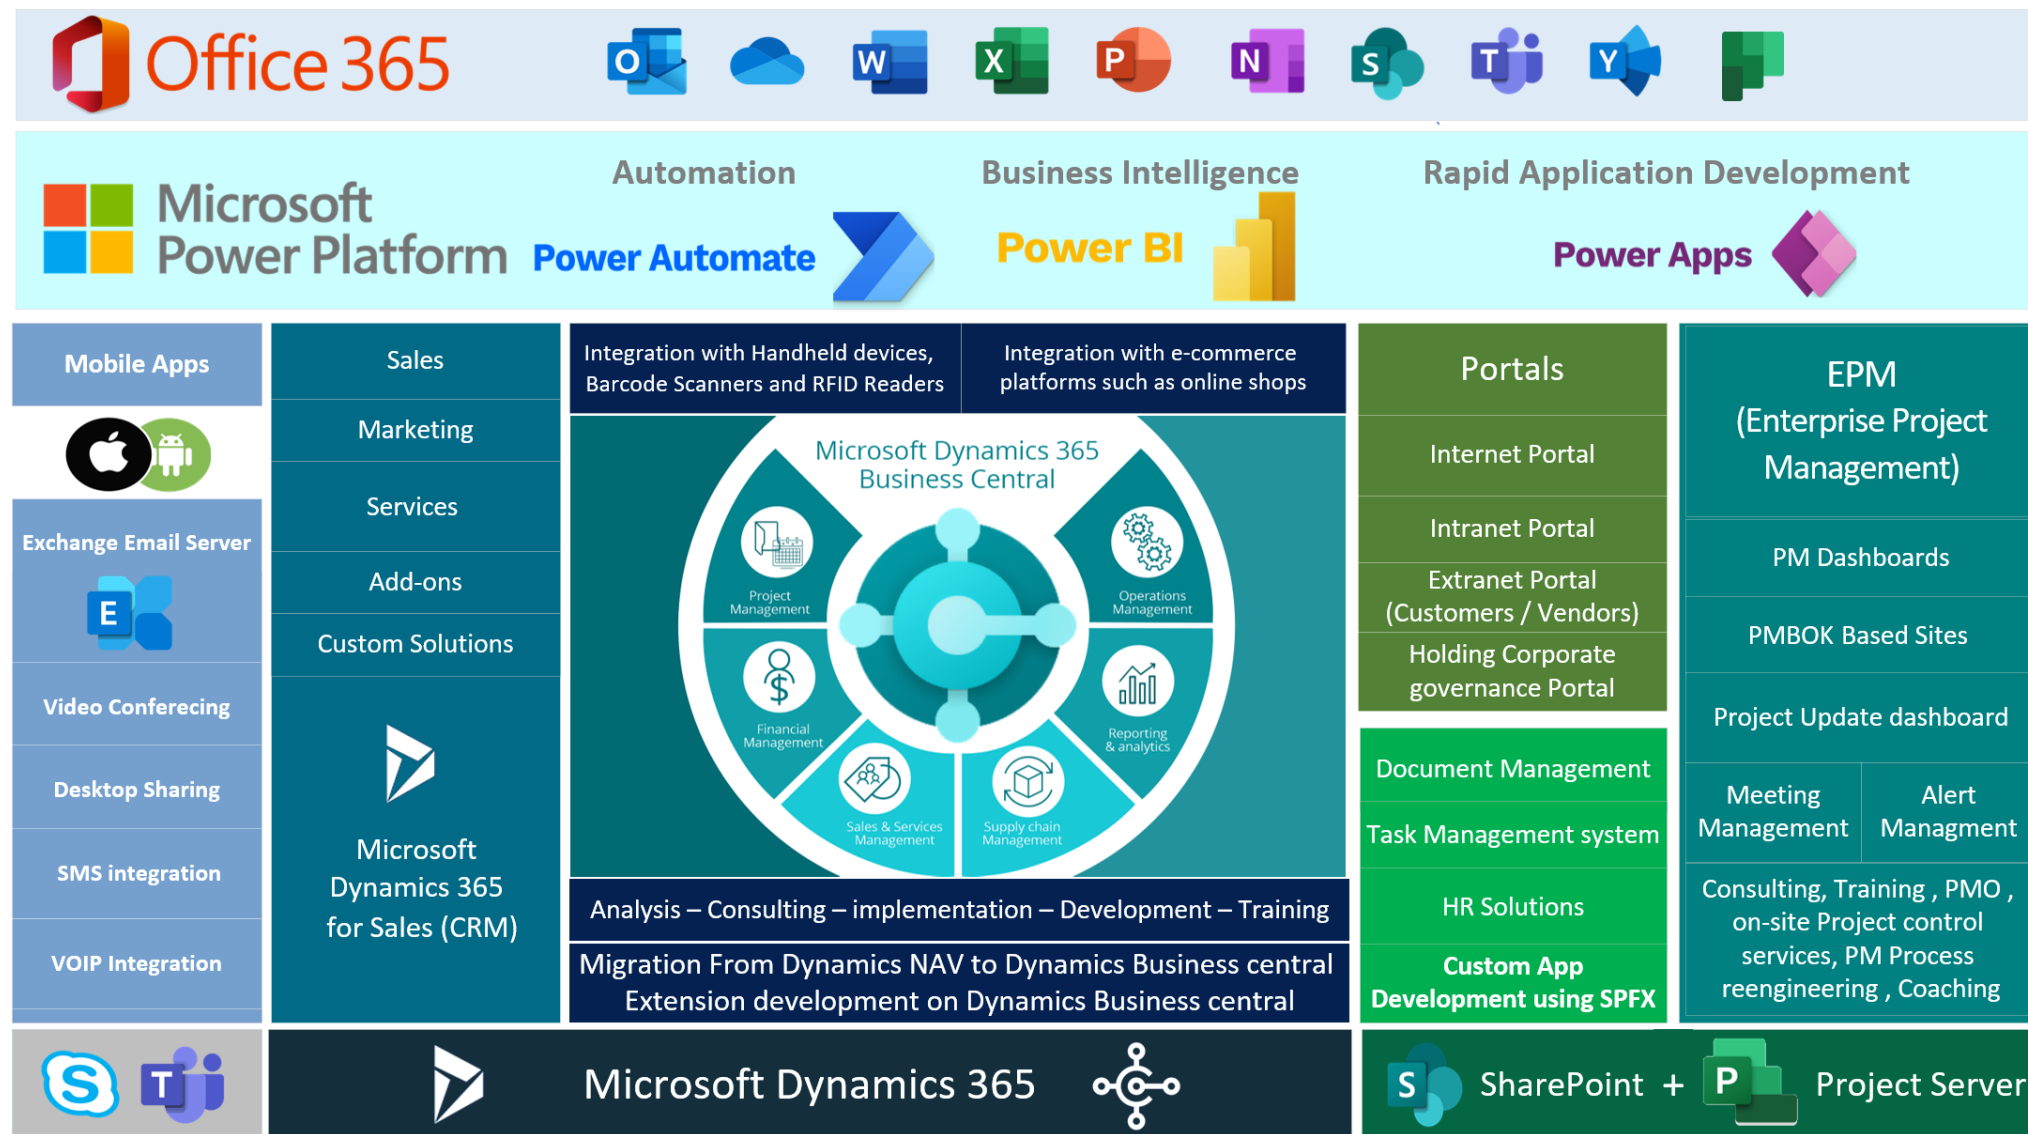 Office 365
O
W
X
P
N
S
T
Y
Automation
Business Intelligence
Rapid Application Development
Microsoft
Power Platform
Power Automate
Power BI
Power Apps
Mobile Apps
Exchange Email Server
E
Video Conferecing
Desktop Sharing
SMS integration
VOIP Integration
Sales
Marketing
Services
Add-ons
Custom Solutions
Microsoft
Dynamics 365
for Sales (CRM)
Integration with Handheld devices,
Barcode Scanners and RFID Readers
Integration with e-commerce
platforms such as online shops
Microsoft Dynamics 365
Business Central
Project
Management
Operations
Management
Financial
Management
$
Reporting
& analytics
Sales & Services
Management
Supply chain
Management
Analysis – Consulting – implementation – Development – Training
Migration From Dynamics NAV to Dynamics Business central
Extension development on Dynamics Business central
Portals
Internet Portal
Intranet Portal
Extranet Portal
(Customers / Vendors)
Holding Corporate
governance Portal
Document Management
Task Management system
HR Solutions
Custom App
Development using SPFX
EPM
(Enterprise Project
Management)
PM Dashboards
PMBOK Based Sites
Project Update dashboard
Meeting
Management
Alert
Managment
Consulting, Training , PMO ,
on-site Project control
services, PM Process
reengineering , Coaching
S
T
Microsoft Dynamics 365
S
SharePoint +
P
Project Server